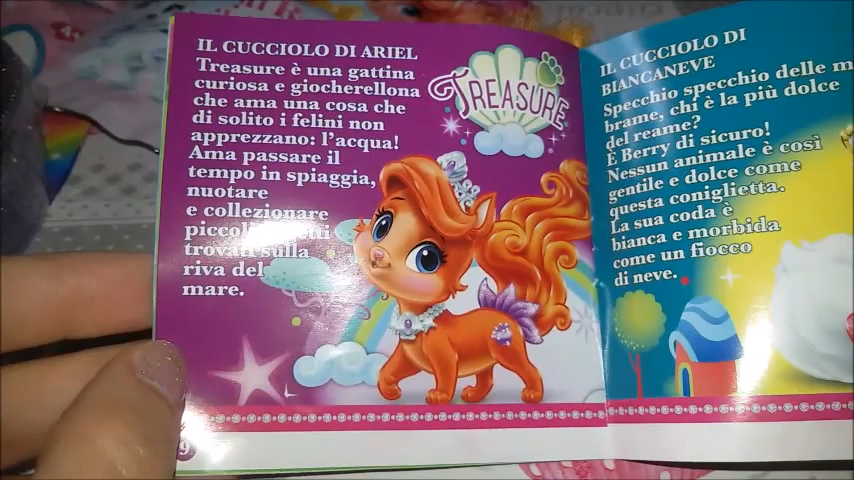 IL CUCCIOLO DI ARIEL
Treasure è una gattina
curiosa e giocherellona
che ama una cosa che
di solito i felini non
apprezzano: l'acqua!
Ama passare il
tempo in spiaggia,
nuotare
e collezionare
piccoli
trovati sulla
riva del
mare.
TREASURE
9
IL CUCCIOLO DI
BIANCANEVE
Specchio specchio delle m
brame, chi è la più dolce
del reame?
È Berry di sicuro!
Nessun animale è così
gentile e dolce come
questa coniglietta.
La sua coda è
bianca e morbida
come un fiocco
di neve.